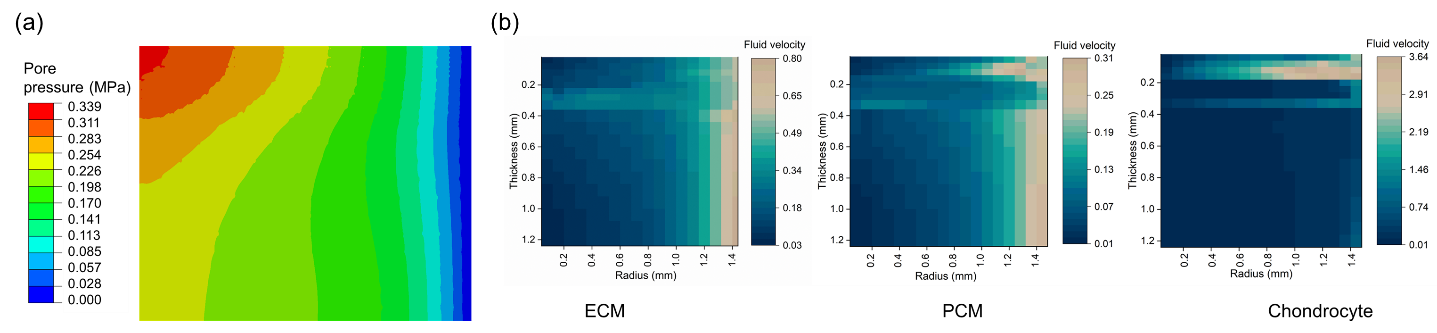 (a)
Pore
pressure (MPa)
0.339
0.311
0.283
0.254
0.226
0.198
0.170
0.141
0.113
0.085
0.057
0.028
0.000
(b)
Fluid velocity
0.80
0.65
0.49
0.34
0.18
0.03
Thickness (mm)
0.2
0.4
0.6
0.8
1.0
1.2
0.2 0.4 0.6 0.8 1.0 1.2 1.4
Radius (mm)
ECM
Fluid velocity
0.31
0.25
0.19
0.13
0.07
0.01
Thickness (mm)
0.2
0.4
0.6
0.8
1.0
1.2
0.2 0.4 0.6 0.8 1.0 1.2 1.4
Radius (mm)
PCM
Fluid velocity
3.64
2.91
2.19
1.46
0.74
0.01
Thickness (mm)
0.2
0.4
0.6
0.8
1.0
1.2
0.2 0.4 0.6 0.8 1.0 1.2 1.4
Radius (mm)
Chondrocyte